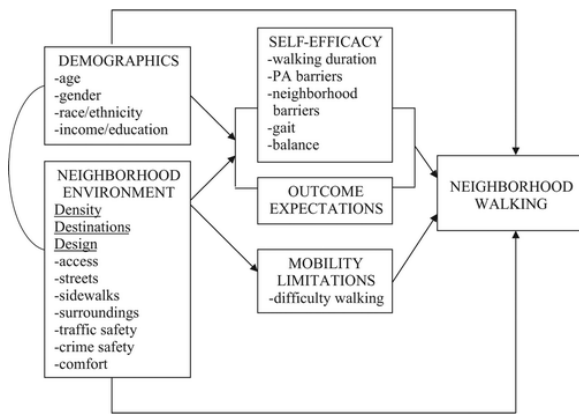 DEMOGRAPHICS
-age
-gender
-race/ethnicity
-income/education
NEIGHBORHOOD
ENVIRONMENT
Density
Destinations
Design
-access
-streets
-sidewalks
-surroundings
-traffic safety
-crime safety
-comfort
SELF-EFFICACY
-walking duration
-PA barriers
-neighborhood
barriers
-gait
-balance
OUTCOME
EXPECTATIONS
MOBILITY
LIMITATIONS
-difficulty walking
NEIGHBORHOOD
WALKING